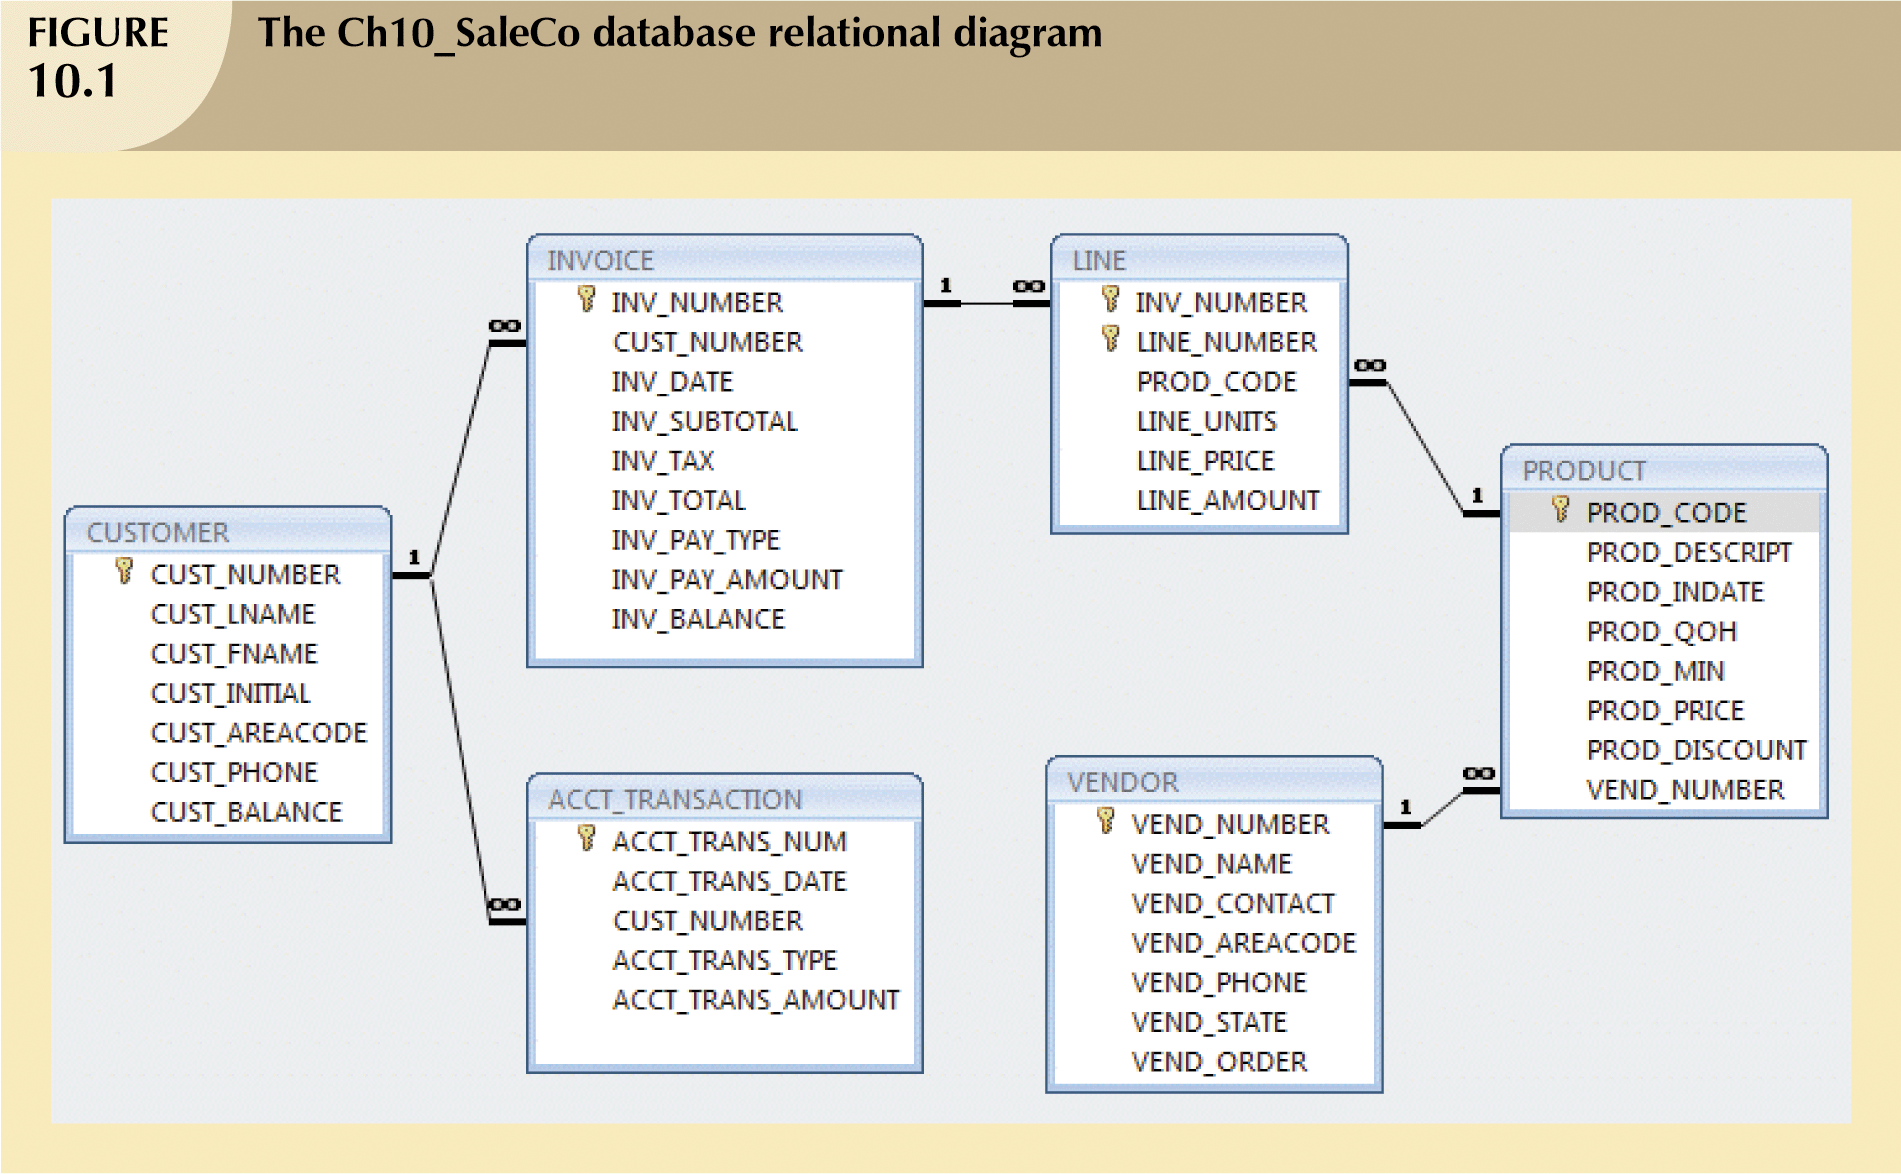 FIGURE 10.1
The Ch10_SaleCo database relational diagram
CUSTOMER
CUST_NUMBER
CUST_LNAME
CUST_FNAME
CUST_INITIAL
CUST_AREACODE
CUST_PHONE
CUST_BALANCE
1
∞
∞
INVOICE
INV_NUMBER
CUST_NUMBER
INV_DATE
INV_SUBTOTAL
INV_TAX
INV_TOTAL
INV_PAY_TYPE
INV_PAY_AMOUNT
INV_BALANCE
1
∞
ACCT_TRANSACTION
ACCT_TRANS_NUM
ACCT_TRANS_DATE
CUST_NUMBER
ACCT_TRANS_TYPE
ACCT_TRANS_AMOUNT
LINE
INV_NUMBER
LINE_NUMBER
PROD_CODE
LINE_UNITS
LINE_PRICE
LINE_AMOUNT
∞
1
PRODUCT
PROD_CODE
PROD_DESCRIPT
PROD_INDATE
PROD_QOH
PROD_MIN
PROD_PRICE
PROD_DISCOUNT
VEND_NUMBER
∞
1
VENDOR
VEND_NUMBER
VEND_NAME
VEND_CONTACT
VEND_AREACODE
VEND_PHONE
VEND_STATE
VEND_ORDER